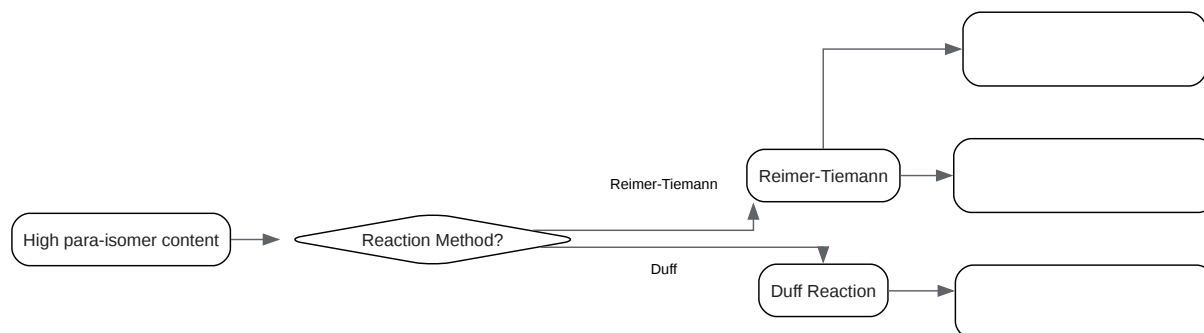 Reimer-Tiemann
Reimer-Tiemann
High para-isomer content
Reaction Method?
Duff
Duff Reaction